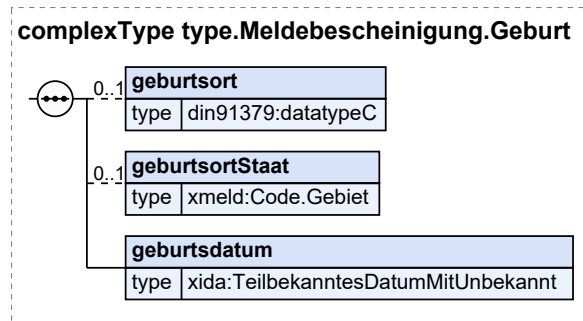 complexType type.Meldebescheinigung.Geburt
0..1 geburtsort
type din91379:datatypeC
0..1 geburtsortStaat
type xmeld:Code.Gebiet
geburtsdatum
type xida:TeilbekanntesDatumMitUnbekannt